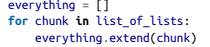 everything = []
for chunk in list_of_lists:
    everything.extend(chunk)